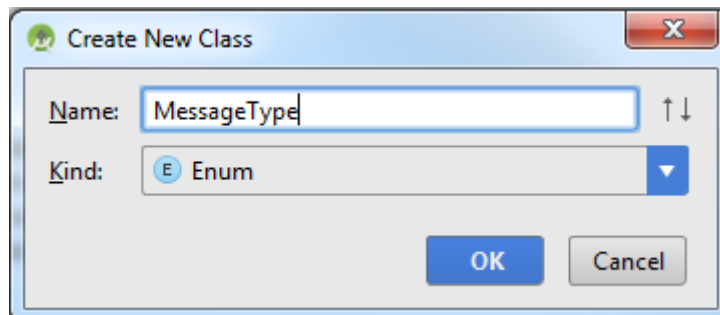 Create New Class
Name: MessageType
Kind: E Enum
OK Cancel